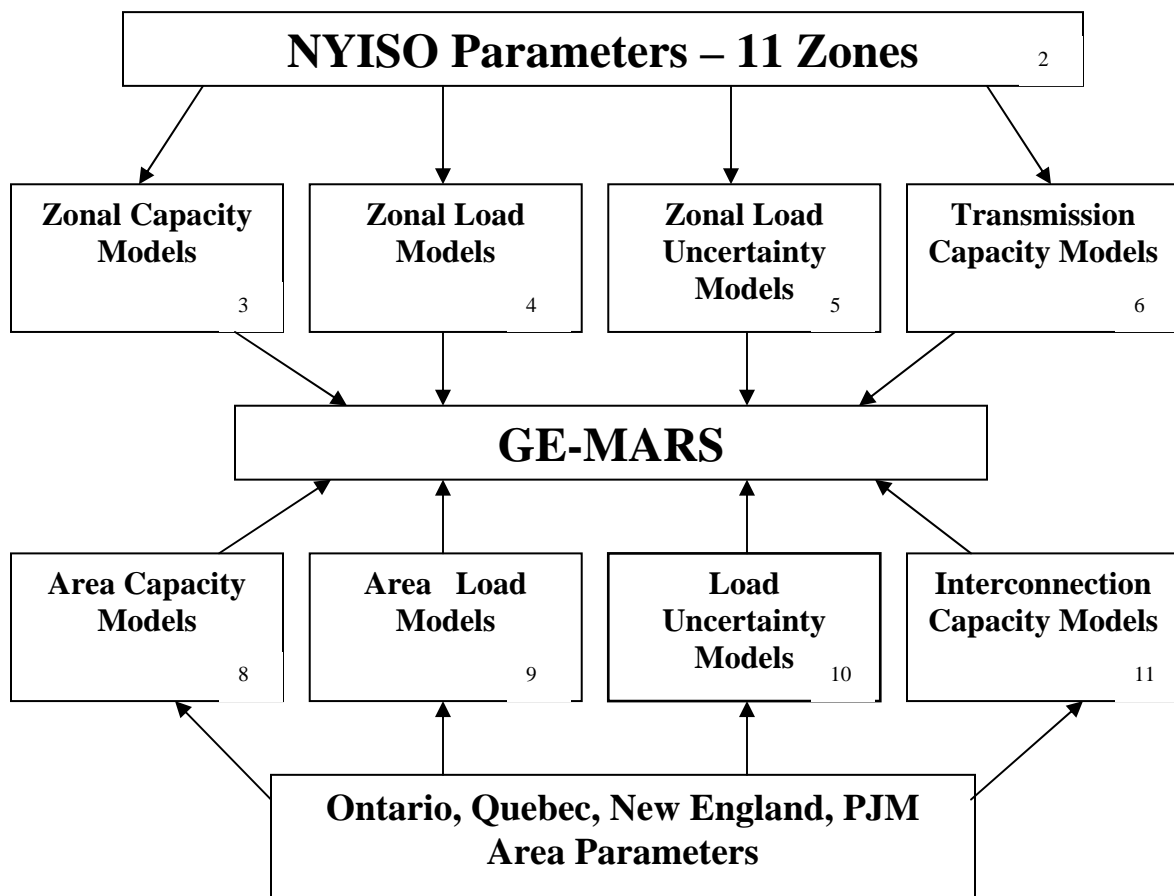 NYISO Parameters – 11 Zones
2
Zonal Capacity
Models
3
Zonal Load
Models
4
Zonal Load
Uncertainty
Models
5
Transmission
Capacity Models
6
GE-MARS
Area Capacity
Models
8
Area Load
Models
9
Load
Uncertainty
Models
10
Interconnection
Capacity Models
11
Ontario, Quebec, New England, PJM
Area Parameters